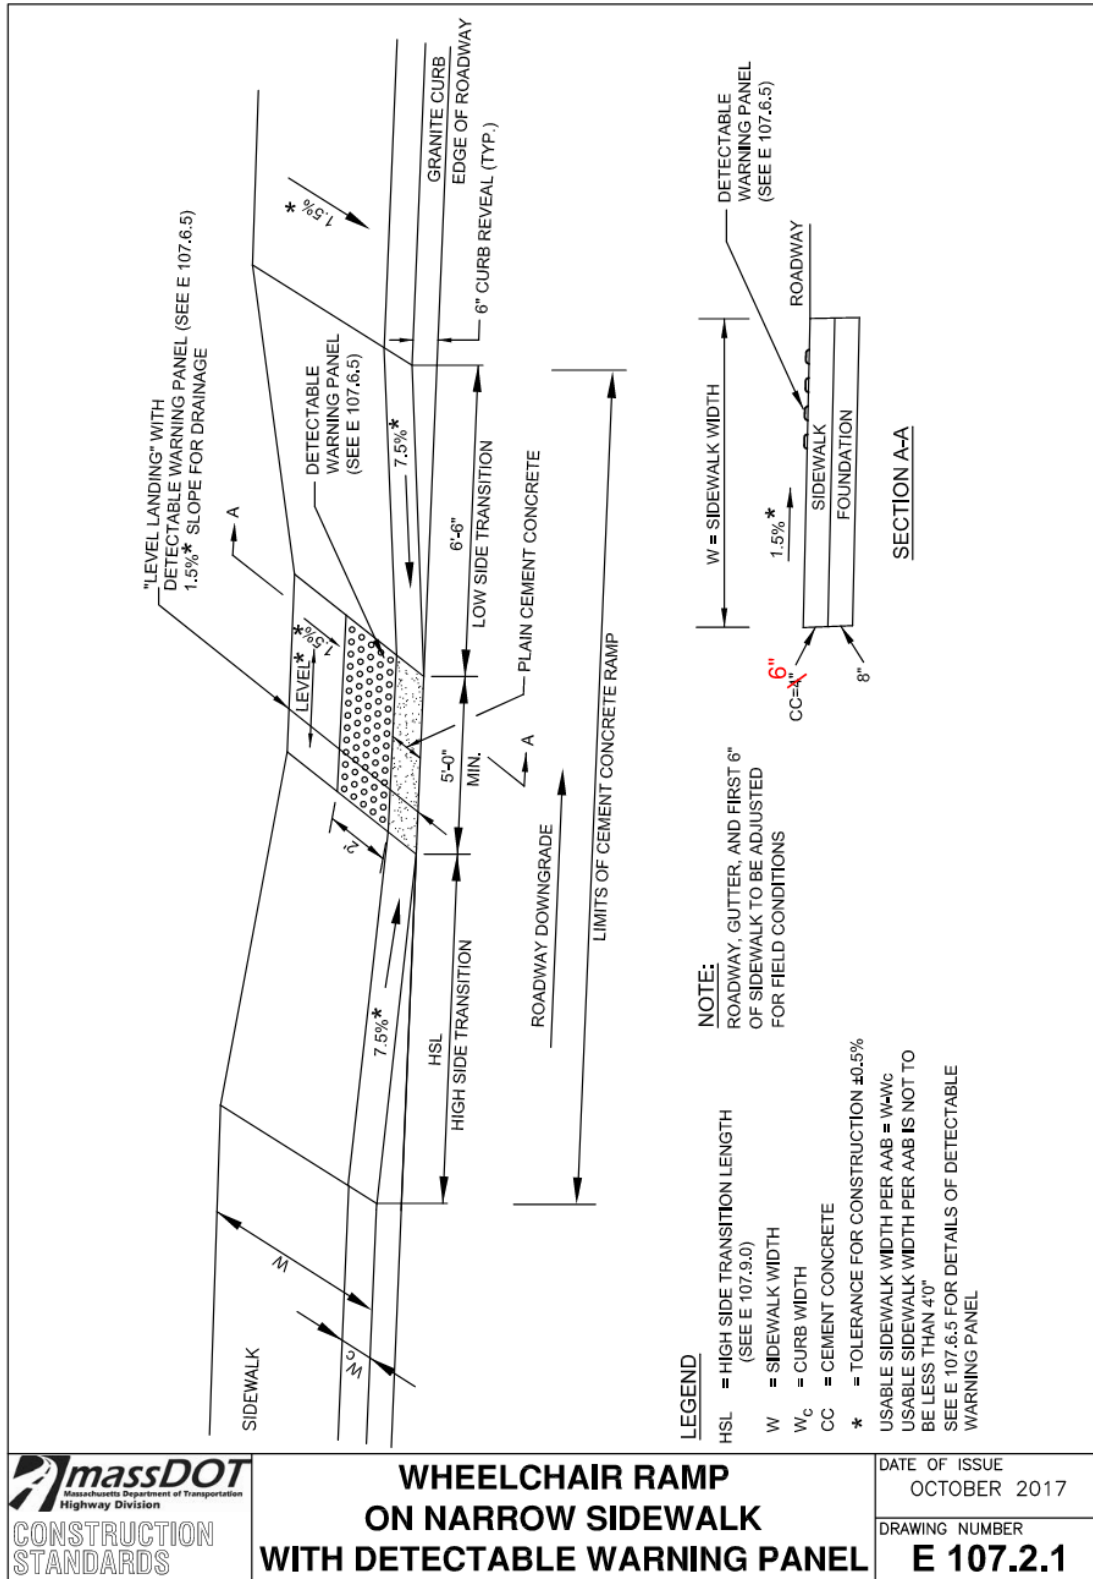 "LEVEL LANDING" WITH
DETECTABLE WARNING PANEL (SEE E 107.6.5)
1.5%* SLOPE FOR DRAINAGE
A
LEVEL*
1.5%*
DETECTABLE
WARNING PANEL
(SEE E 107.6.5)
* 1.5%
GRANITE CURB
EDGE OF ROADWAY
6" CURB REVEAL (TYP.)
7.5%*
7.5%*
2'
SIDEWALK
W
Wc
HSL
HIGH SIDE TRANSITION
5'-0"
MIN.
6'-6"
LOW SIDE TRANSITION
PLAIN CEMENT CONCRETE
A
ROADWAY DOWNGRADE
LIMITS OF CEMENT CONCRETE RAMP
LEGEND
HSL = HIGH SIDE TRANSITION LENGTH
(SEE E 107.9.0)
W = SIDEWALK WIDTH
WC = CURB WIDTH
CC = CEMENT CONCRETE
* = TOLERANCE FOR CONSTRUCTION ±0.5%
USABLE SIDEWALK WIDTH PER AAB = W-Wc
USABLE SIDEWALK WIDTH PER AAB IS NOT TO
BE LESS THAN 4'0"
SEE E 107.6.5 FOR DETAILS OF DETECTABLE
WARNING PANEL
NOTE:
ROADWAY, GUTTER, AND FIRST 6"
OF SIDEWALK TO BE ADJUSTED
FOR FIELD CONDITIONS
W = SIDEWALK WIDTH
DETECTABLE
WARNING PANEL
(SEE E 107.6.5)
1.5%*
ROADWAY
SIDEWALK
FOUNDATION
6"
CC=4"
8"
SECTION A-A
massDOT
Massachusetts Department of Transportation
Highway Division
CONSTRUCTION
STANDARDS
WHEELCHAIR RAMP
ON NARROW SIDEWALK
WITH DETECTABLE WARNING PANEL
DATE OF ISSUE
OCTOBER 2017
DRAWING NUMBER
E 107.2.1